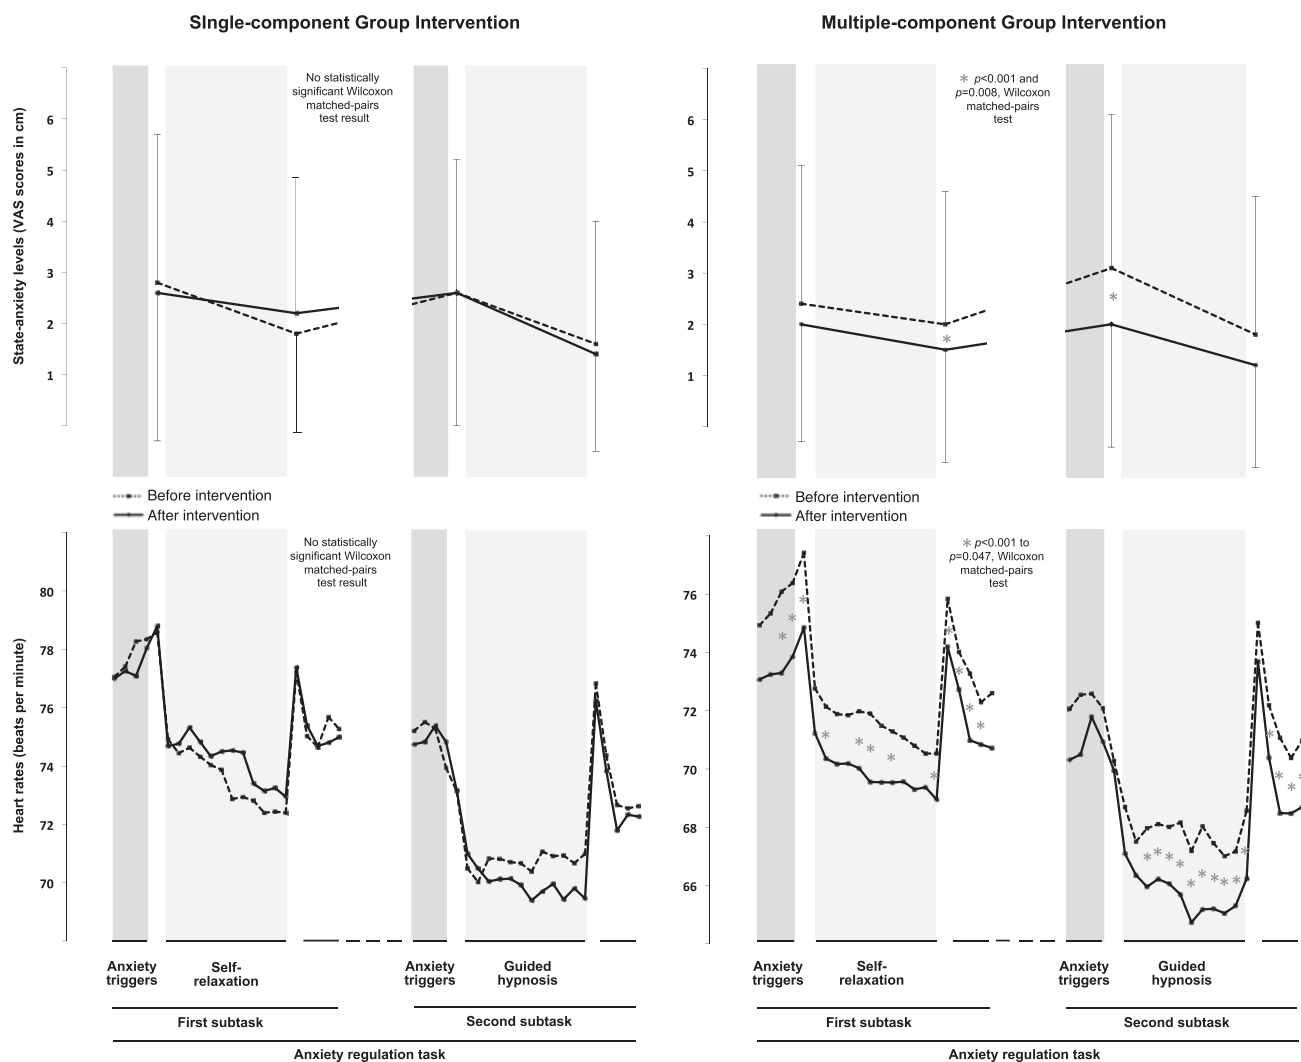 SIngle-component Group Intervention
Multiple-component Group Intervention
State-anxiety levels (VAS scores in cm)
6
5
4
3
2
1
No statistically
significant Wilcoxon
matched-pairs
test result
6
5
4
3
2
1
* p<0.001 and
p=0.008, Wilcoxon
matched-pairs
test
*
*
Before intervention
After intervention
Before intervention
After intervention
Heart rates (beats per minute)
80
78
76
74
72
70
No statistically
significant Wilcoxon
matched-pairs
test result
76
74
72
70
68
66
* p<0.001 to
p=0.047, Wilcoxon
matched-pairs
test
Anxiety
triggers
Self-
relaxation
Anxiety
triggers
Guided
hypnosis
Anxiety
triggers
Self-
relaxation
Anxiety
triggers
Guided
hypnosis
First subtask
Second subtask
First subtask
Second subtask
Anxiety regulation task
Anxiety regulation task